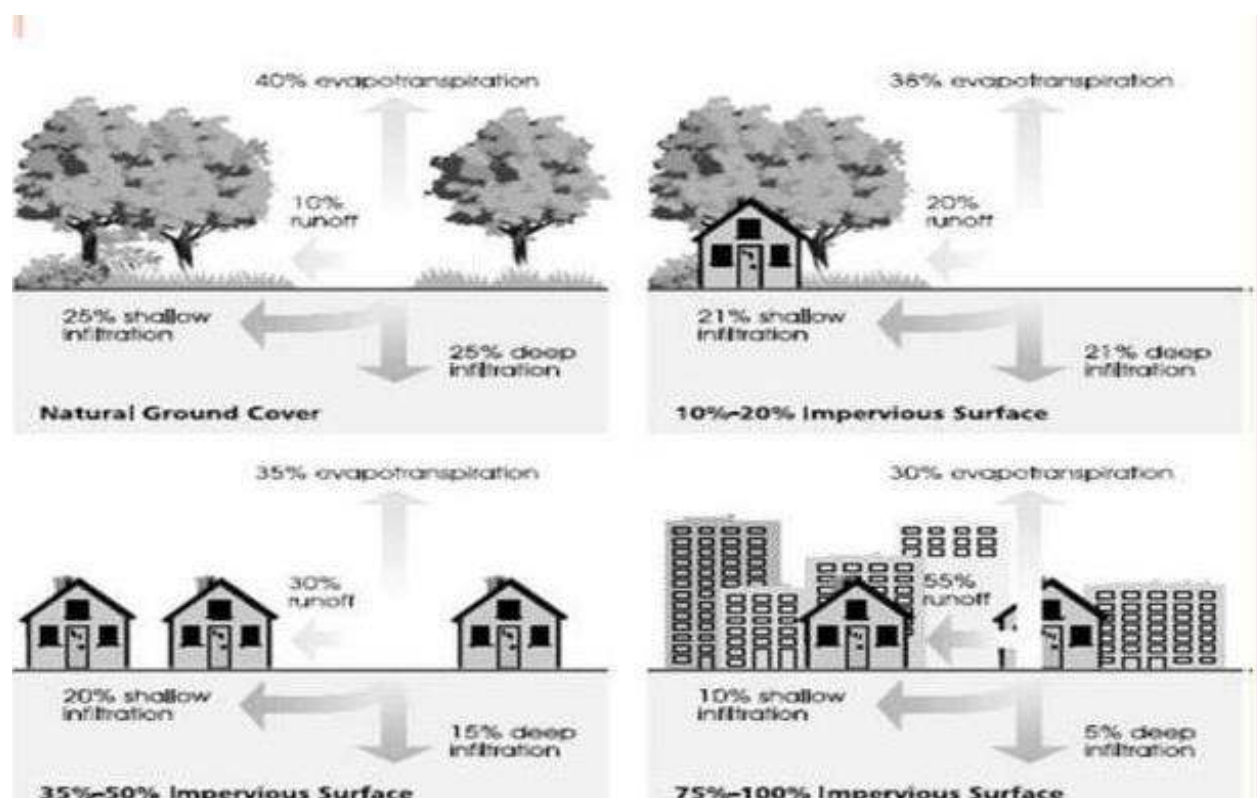 40% evapotranspiration
10%
runoff
25% shallow
infiltration
25% deep
infiltration
Natural Ground Cover
38% evapotranspiration
20%
runoff
21% shallow
infiltration
21% deep
infiltration
10%–20% Impervious Surface
35% evapotranspiration
30%
runoff
20% shallow
infiltration
15% deep
infiltration
35%–50% Impervious Surface
30% evapotranspiration
55%
runoff
10% shallow
infiltration
5% deep
infiltration
75%–100% Impervious Surface